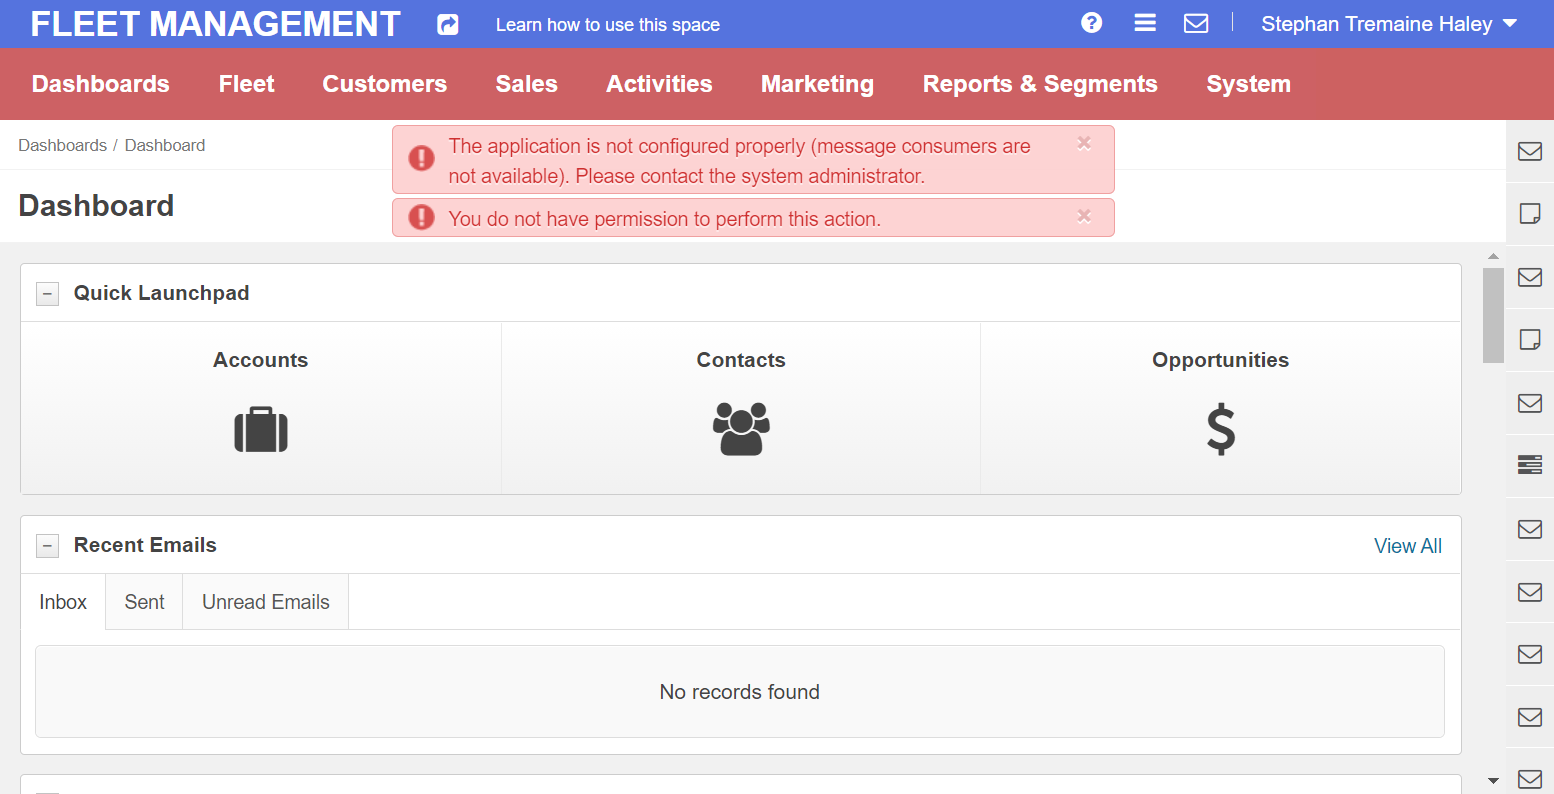 FLEET MANAGEMENT
Learn how to use this space
Stephan Tremaine Haley
Dashboards
Fleet
Customers
Sales
Activities
Marketing
Reports & Segments
System
Dashboards / Dashboard
The application is not configured properly (message consumers are
not available). Please contact the system administrator.
×
You do not have permission to perform this action.
×
Dashboard
Quick Launchpad
Accounts
Contacts
Opportunities
$
Recent Emails
View All
Inbox
Sent
Unread Emails
No records found